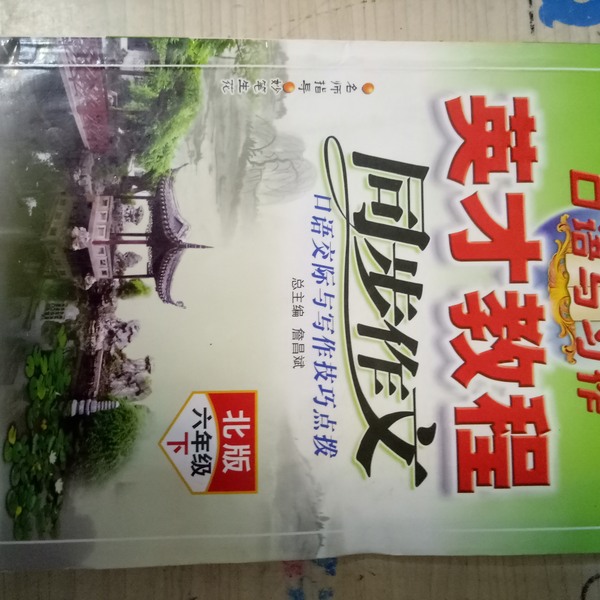 口语与习作
英才教程
名师指导 妙笔生花
同步作文
口语交际与写作技巧点拨
总主编 詹昌斌
北版
六年级
下